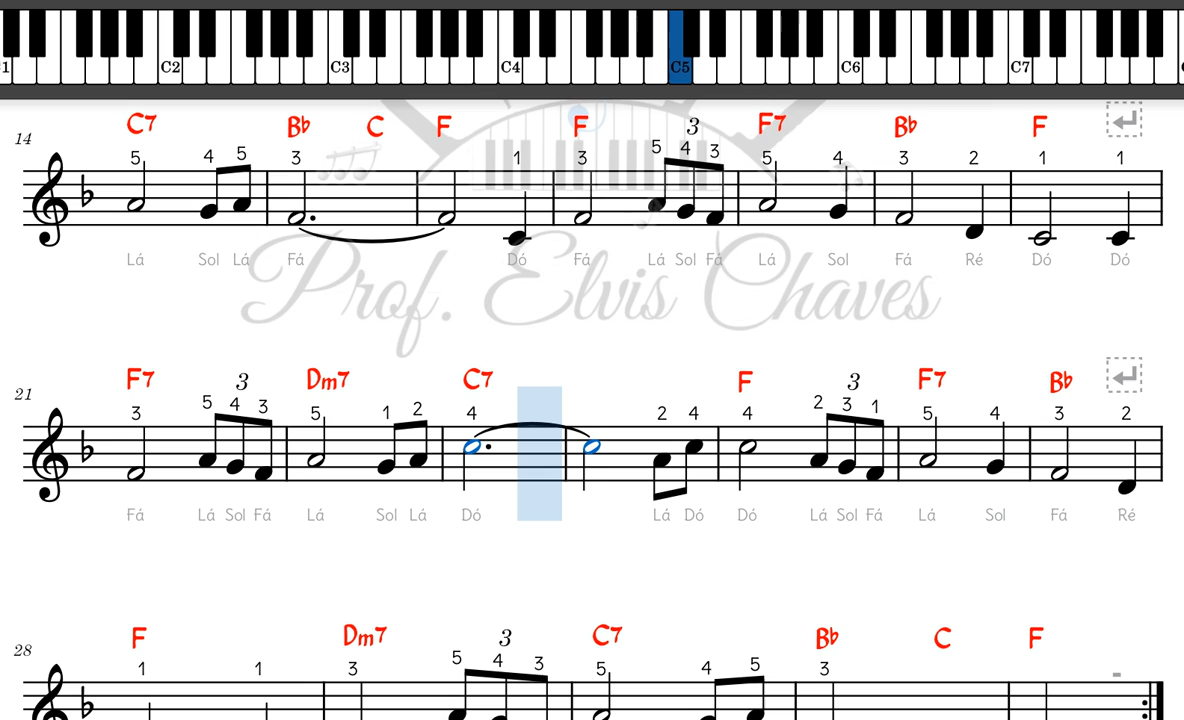 1 C2 C3 C4 C5 C6 C7
14 C7 B♭ C F F 3 F7 B♭ F
5 4 5 3 1 3 5 4 3 5 4 3 2 1 1
Lá Sol Lá Fá Dó Fá Lá Sol Fá Lá Sol Fá Ré Dó Dó
Prof. Elvis Chaves
21 F7 3 Dm7 C7 F 3 F7 B♭
3 5 4 3 5 1 2 4 2 4 4 2 3 1 5 4 3 2
Fá Lá Sol Fá Lá Sol Lá Dó Lá Dó Dó Lá Sol Fá Lá Sol Fá Ré
28 F Dm7 3 C7 B♭ C F
1 1 3 5 4 3 5 4 5 3